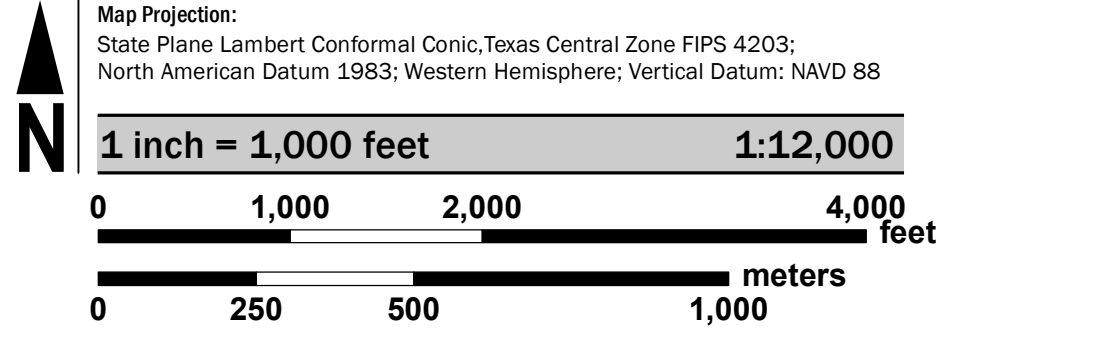 Map Projection:
State Plane Lambert Conformal Conic,Texas Central Zone FIPS 4203;
North American Datum 1983; Western Hemisphere; Vertical Datum: NAVD 88
N
1 inch = 1,000 feet 1:12,000
0 1,000 2,000 4,000
feet
meters
0 250 500 1,000